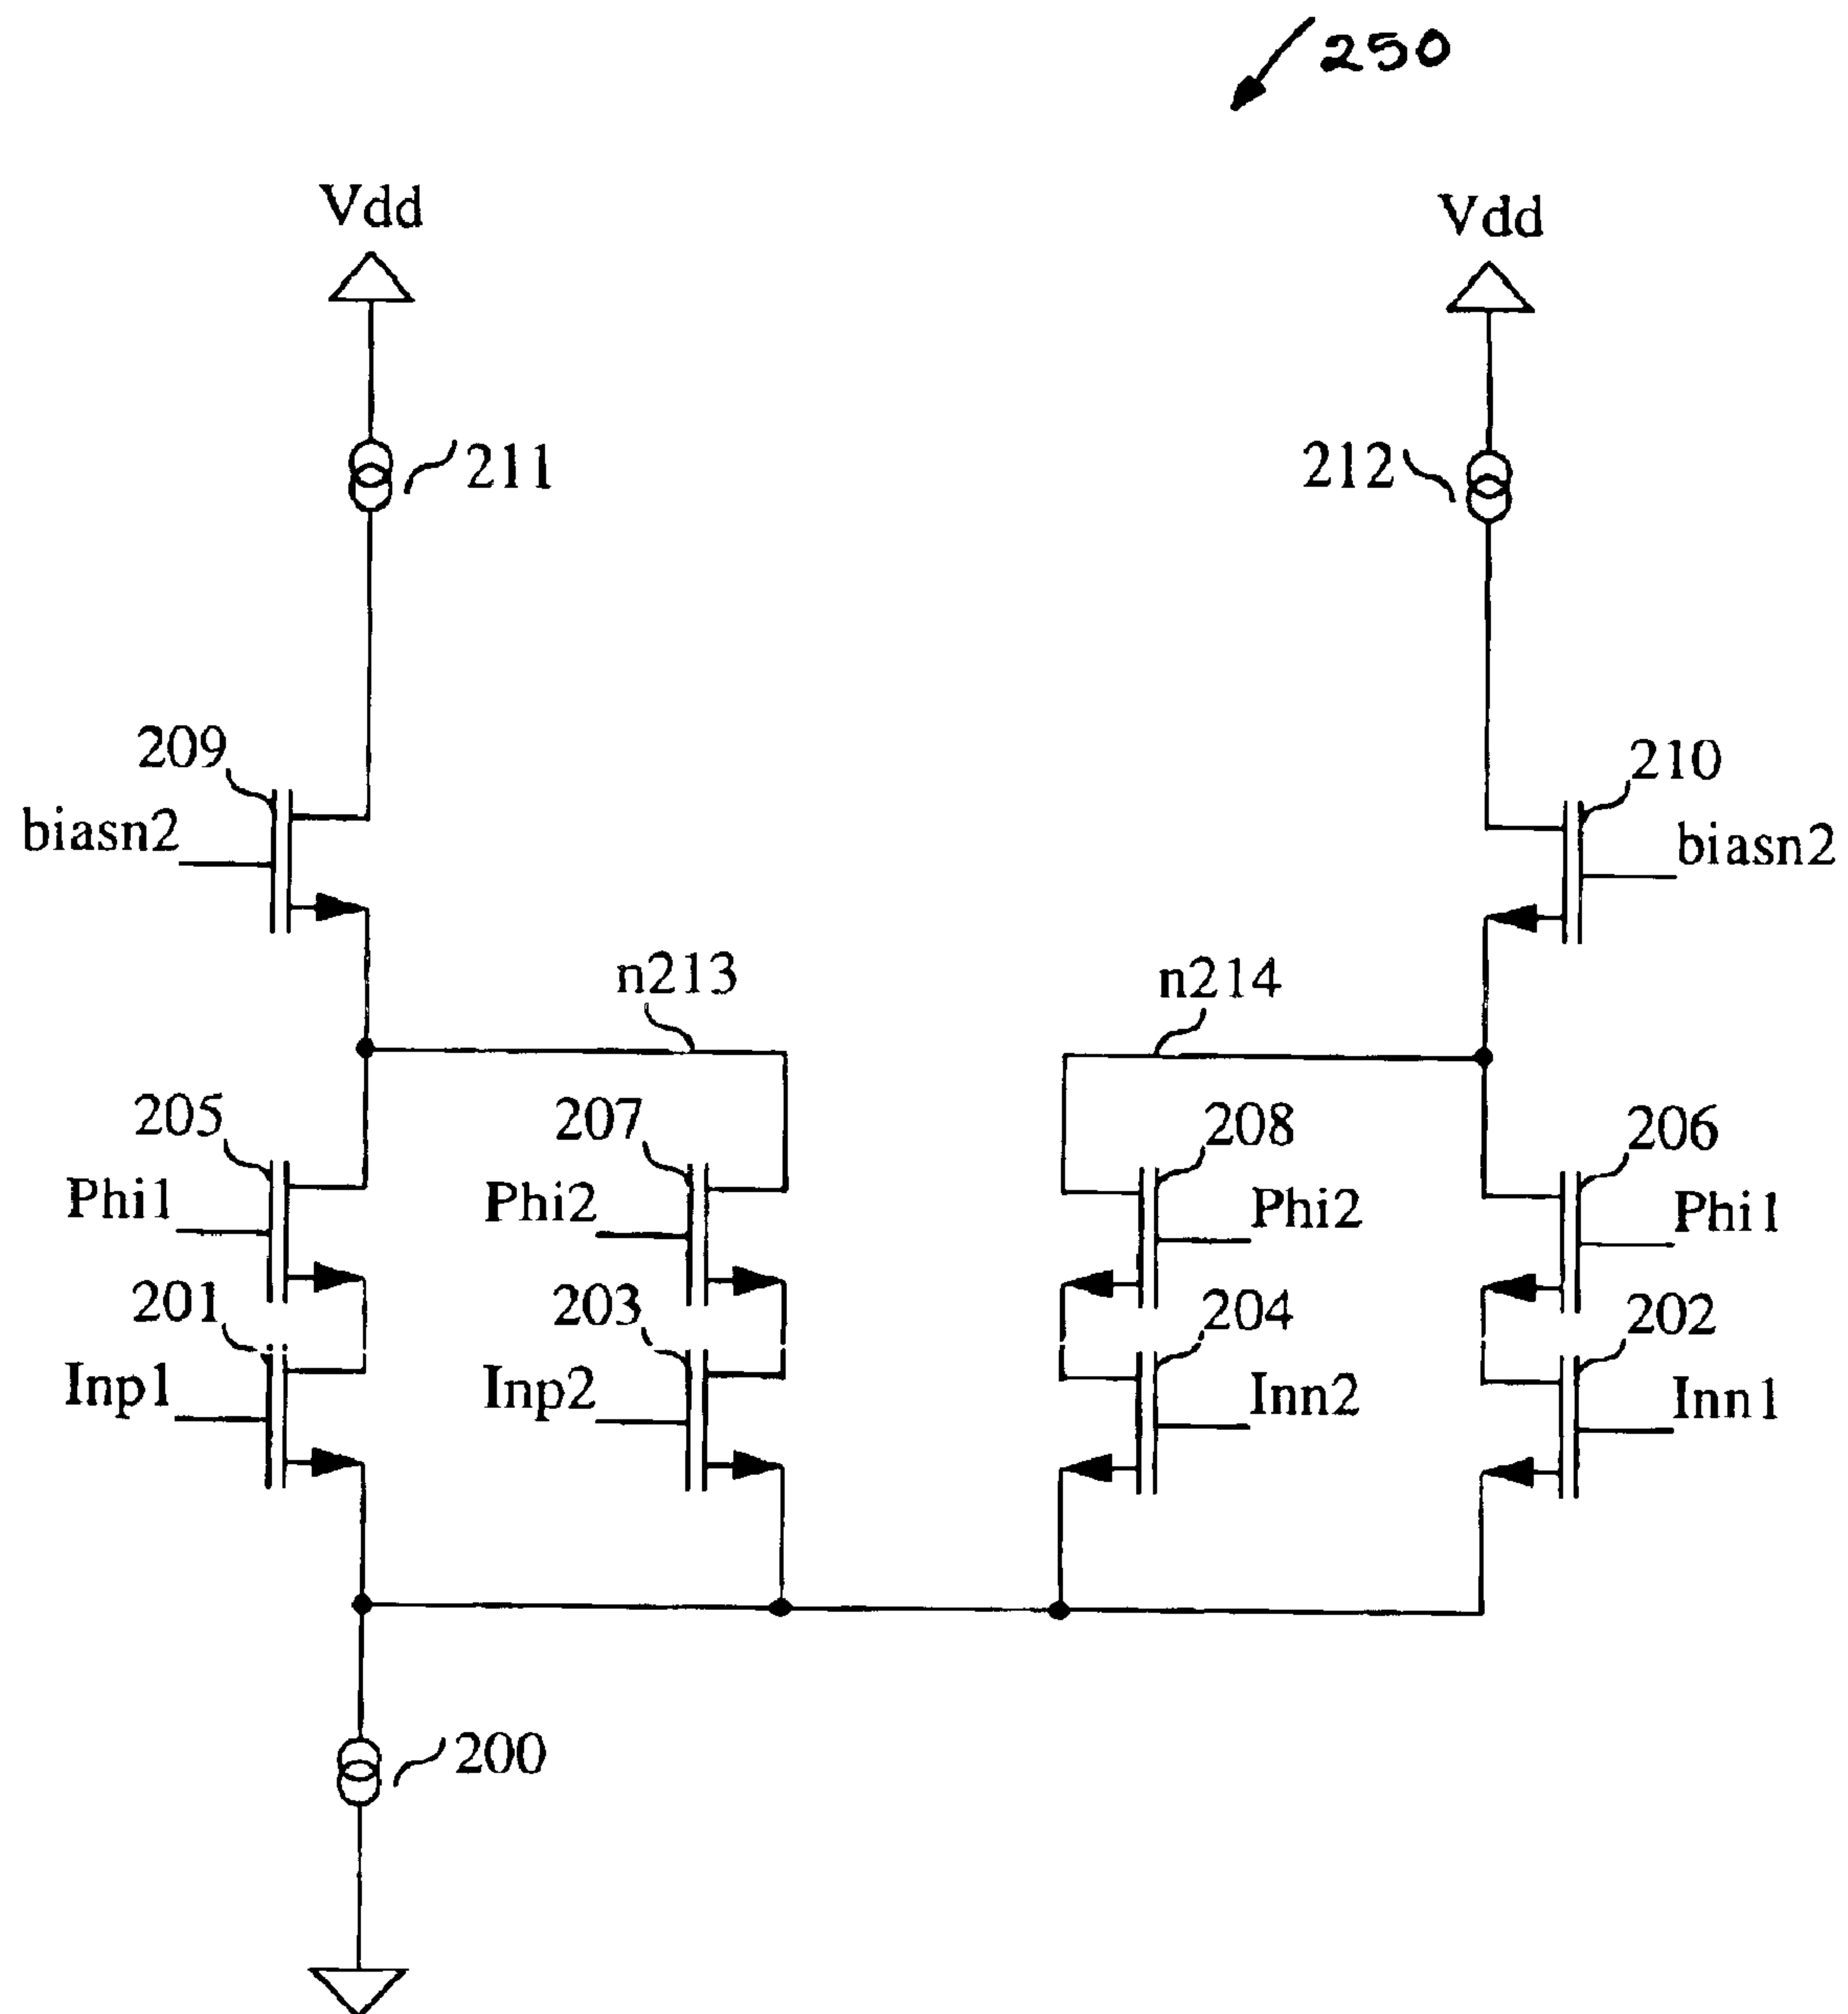 250
Vdd
Vdd
211
212
209
210
biasn2
biasn2
n213
n214
205
207
208
206
Phi1
Phi2
Phi2
Phi1
201
203
204
202
Inp1
Inp2
Inn2
Inn1
200